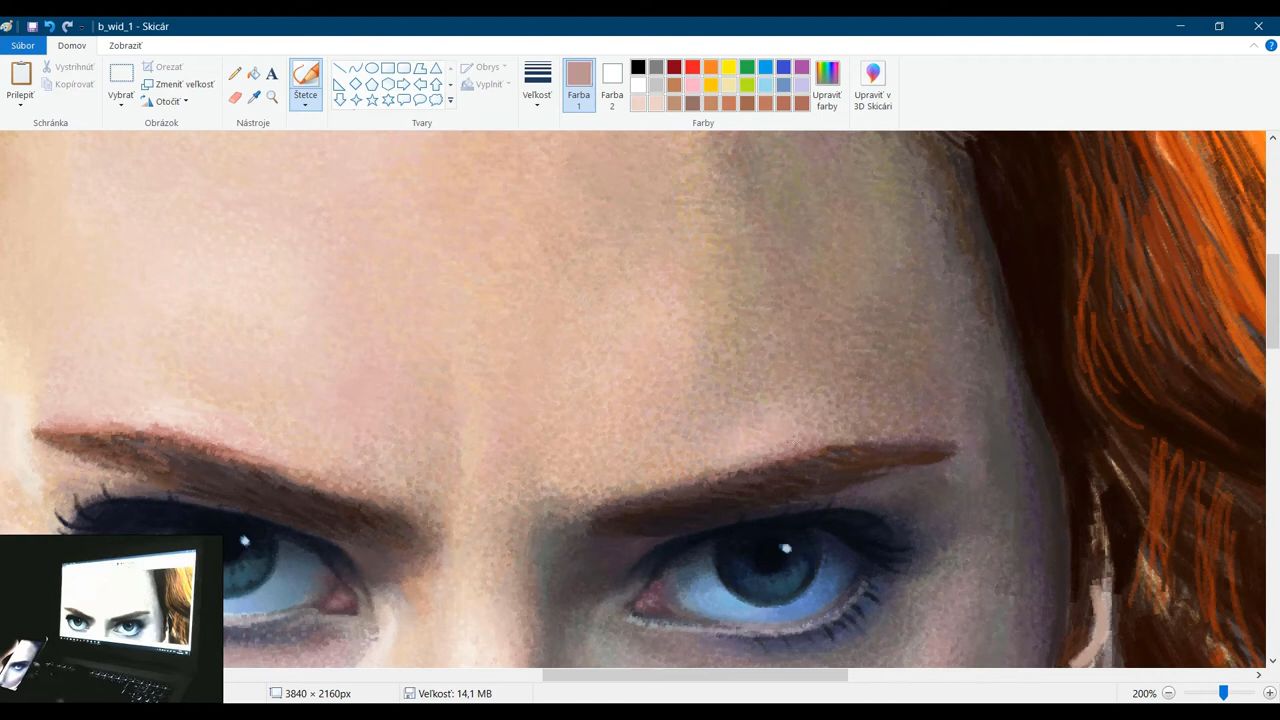 b_wid_1 - Skicár
Súbor Domov Zobraziť
Prilepiť
Vystrihnúť
Kopírovať
Schránka
Vybrať
Orezať
Zmeniť veľkosť
Otočiť
Obrázok
A
Nástroje
Štetce
Obrys
Vyplniť
Tvary
Veľkosť
Farba
1
Farba
2
Upraviť
farby
Farby
Upraviť v
3D Skicári
3840 × 2160px
Veľkosť: 14,1 MB
200%